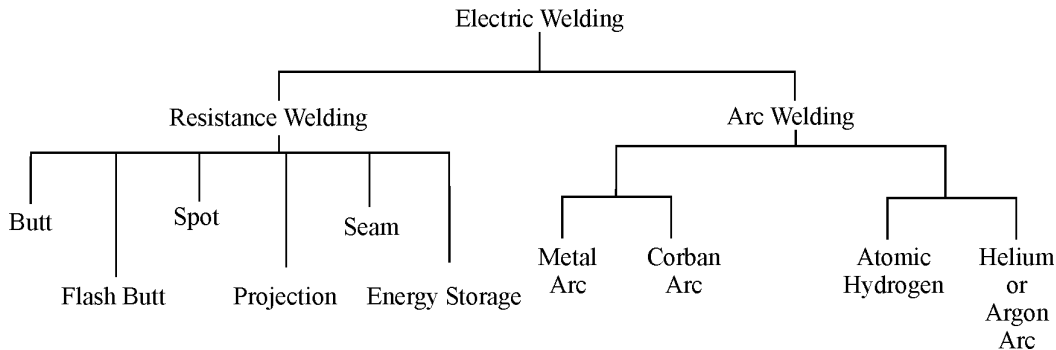 Electric Welding
Resistance Welding
Arc Welding
Butt
Flash Butt
Spot
Projection
Seam
Energy Storage
Metal
Arc
Corban
Arc
Atomic
Hydrogen
Helium
or
Argon
Arc